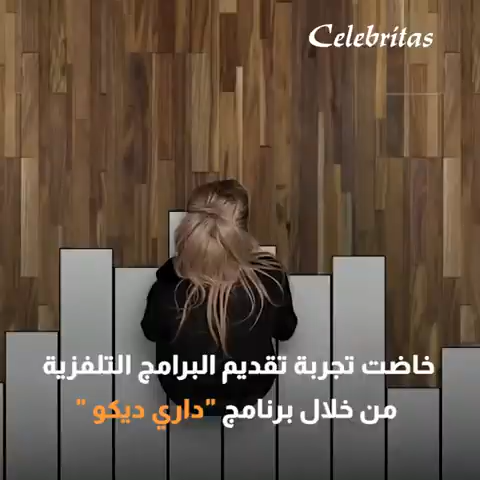 Celebritas
خاضت تجربة تقديم البرامج التلفزية
من خلال برنامج "داري ديكو "